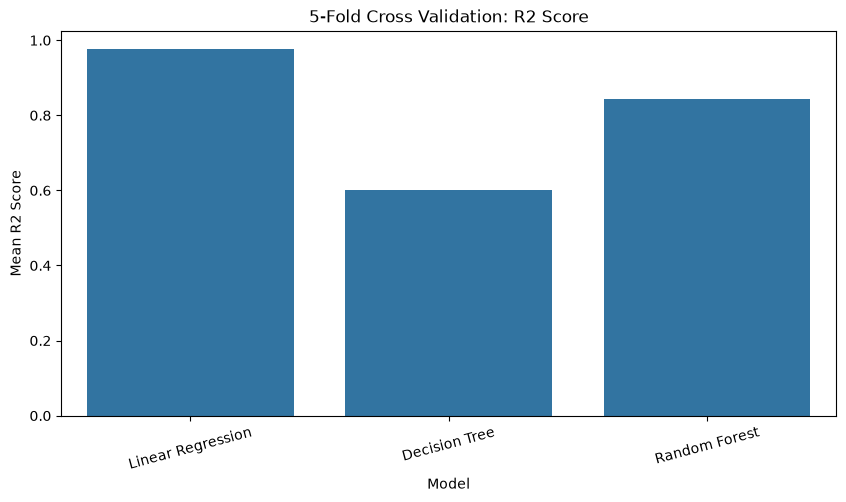 5-Fold Cross Validation: R2 Score
Mean R2 Score
1.0
0.8
0.6
0.4
0.2
0.0
Linear Regression
Decision Tree
Random Forest
Model